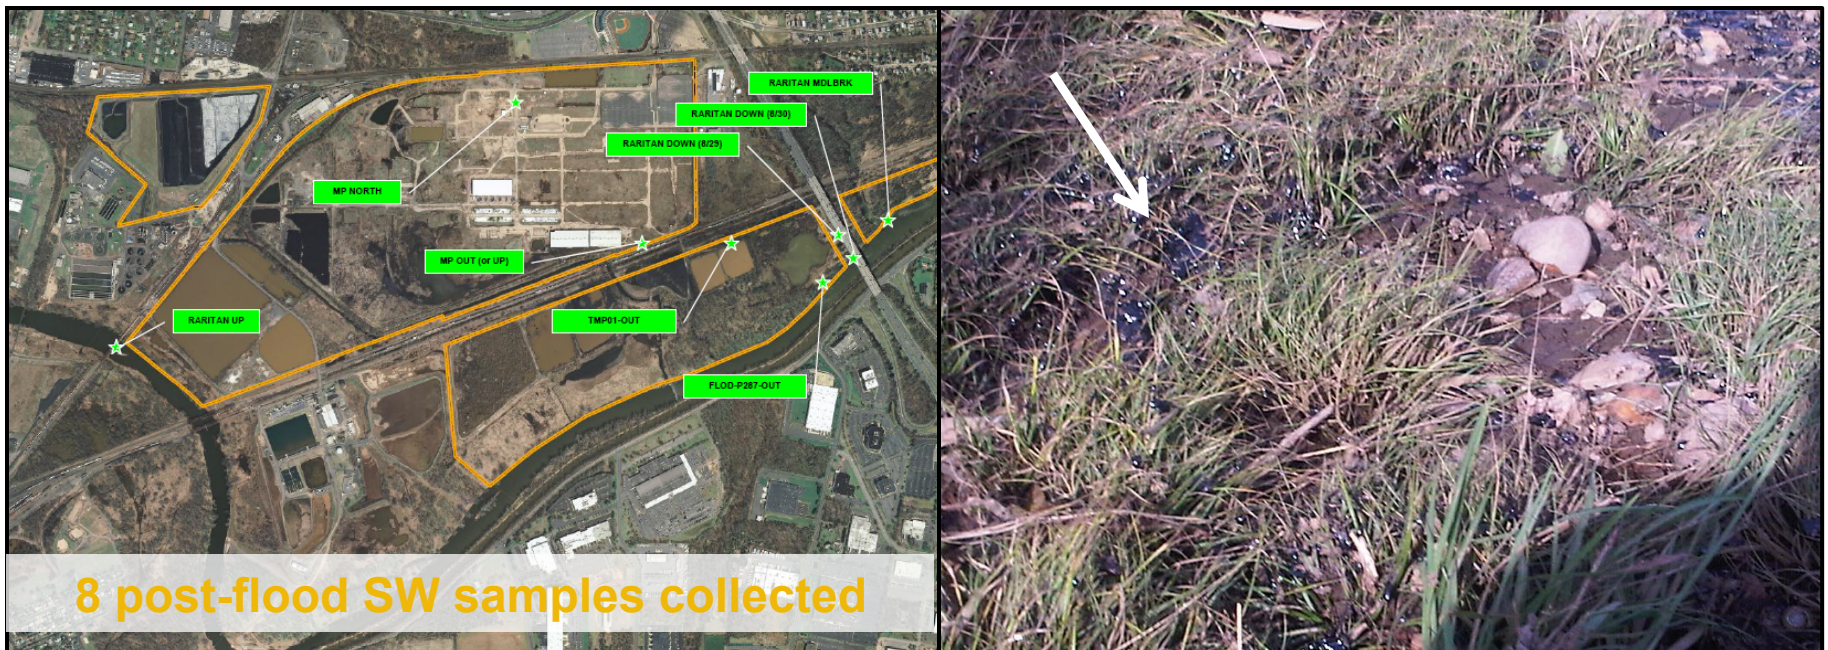 RARITAN MDLBRK
RARITAN DOWN (8/30)
RARITAN DOWN (8/29)
MP NORTH
MP OUT (or UP)
RARITAN UP
TMP01-OUT
FLOD-P287-OUT
8 post-flood SW samples collected